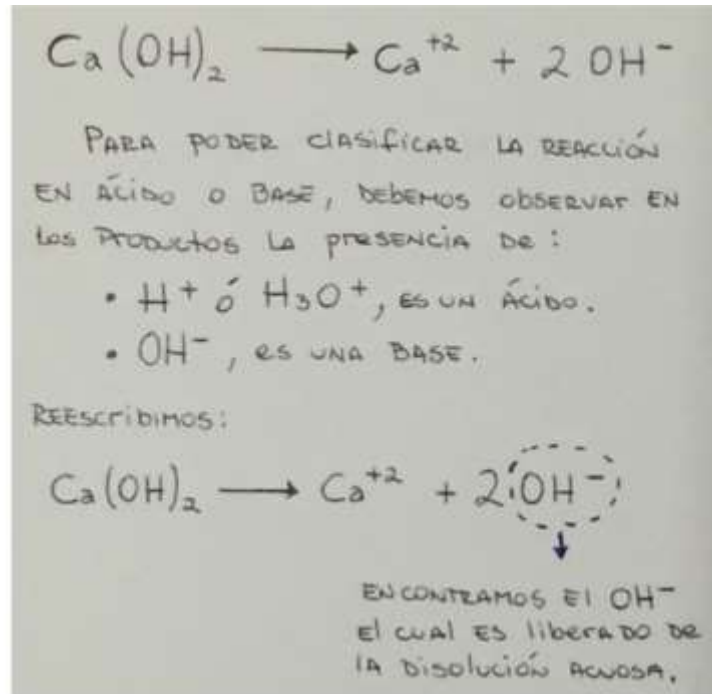 Ca(OH)₂ ⟶ Ca⁺² + 2 OH⁻
PARA PODER CLASIFICAR LA REACCIÓN
EN ÁCIDO O BASE, DEBEMOS OBSERVAR EN
LOS PRODUCTOS LA PRESENCIA DE :
• H⁺ ó H₃O⁺, ES UN ÁCIDO.
• OH⁻, ES UNA BASE.
REESCRIBIMOS:
Ca(OH)₂ ⟶ Ca⁺² + 2 OH⁻
ENCONTRAMOS El OH⁻
El CUAL ES liberADO DE
lA DISOLUCIÓN ACUOSA.